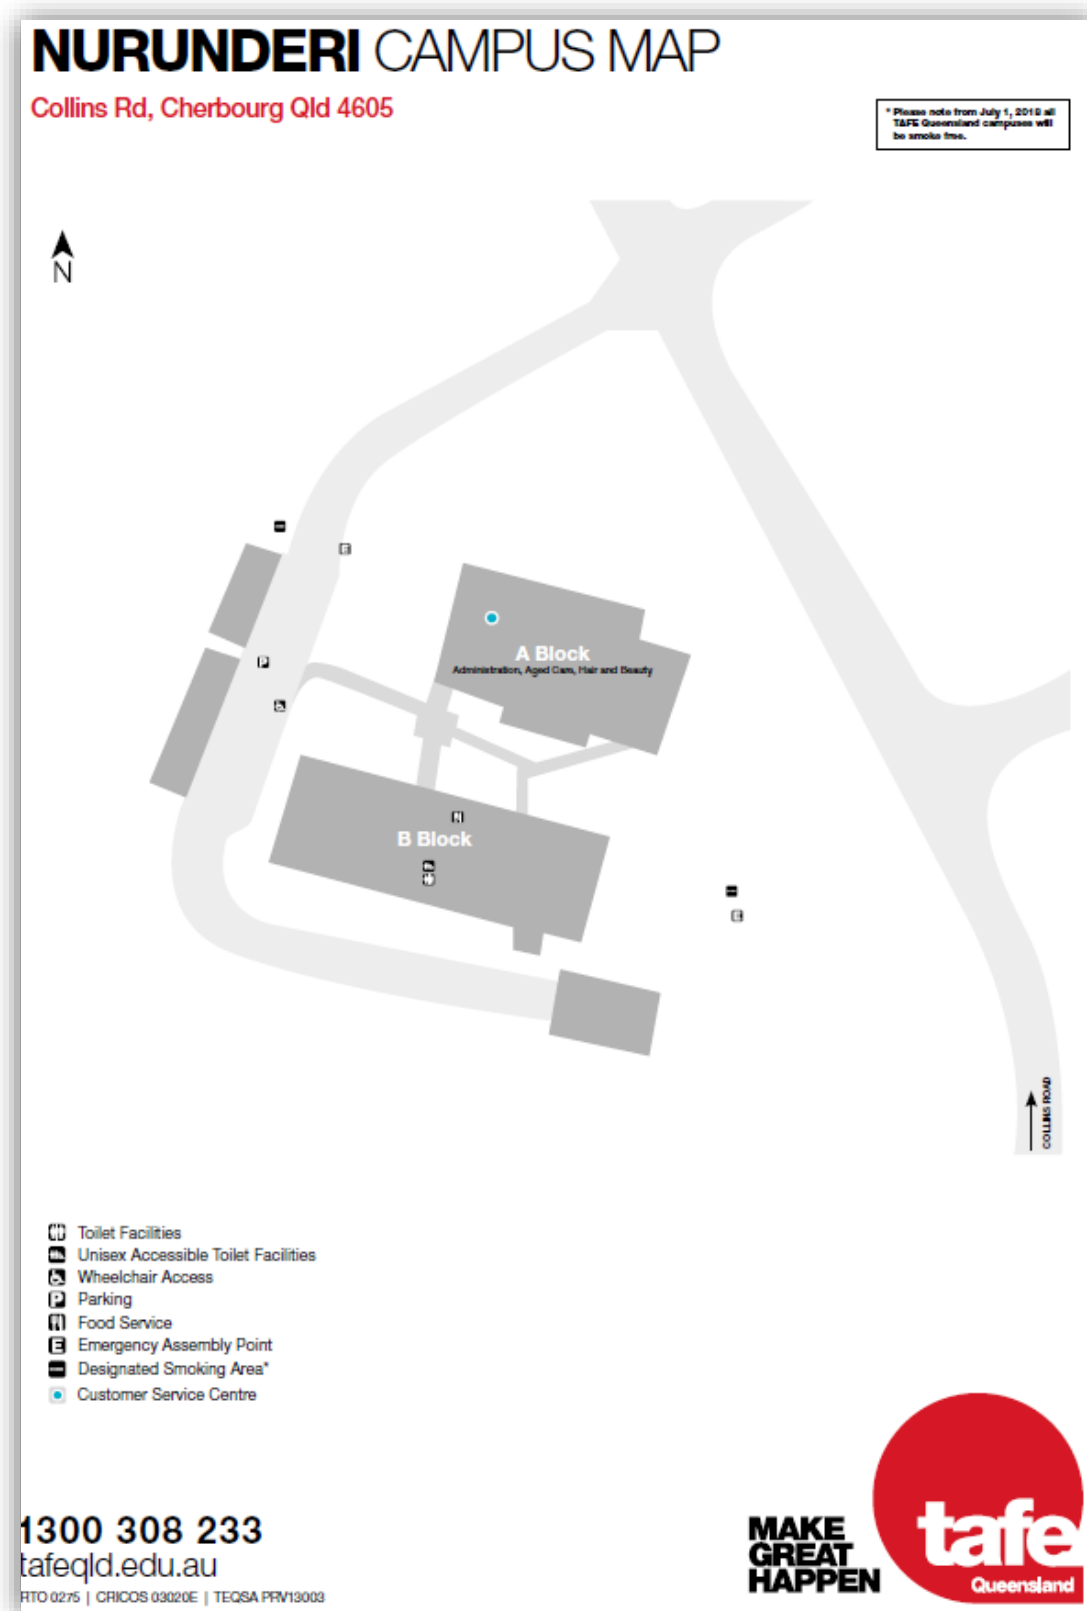 NURUNDERI CAMPUS MAP
Collins Rd, Cherbourg Qld 4605
* Please note from July 1, 2018 all
TAFE Queensland campuses will
be smoke free.
N
E
A Block
Administration, Aged Care, Hair and Beauty
P
B Block
E
COLLINS ROAD
Toilet Facilities
Unisex Accessible Toilet Facilities
Wheelchair Access
P Parking
Food Service
E Emergency Assembly Point
Designated Smoking Area*
Customer Service Centre
1300 308 233
tafeqld.edu.au
RTO 0275 | CRICOS 03020E | TEQSA PRV13003
MAKE
GREAT
HAPPEN
tafe
Queensland